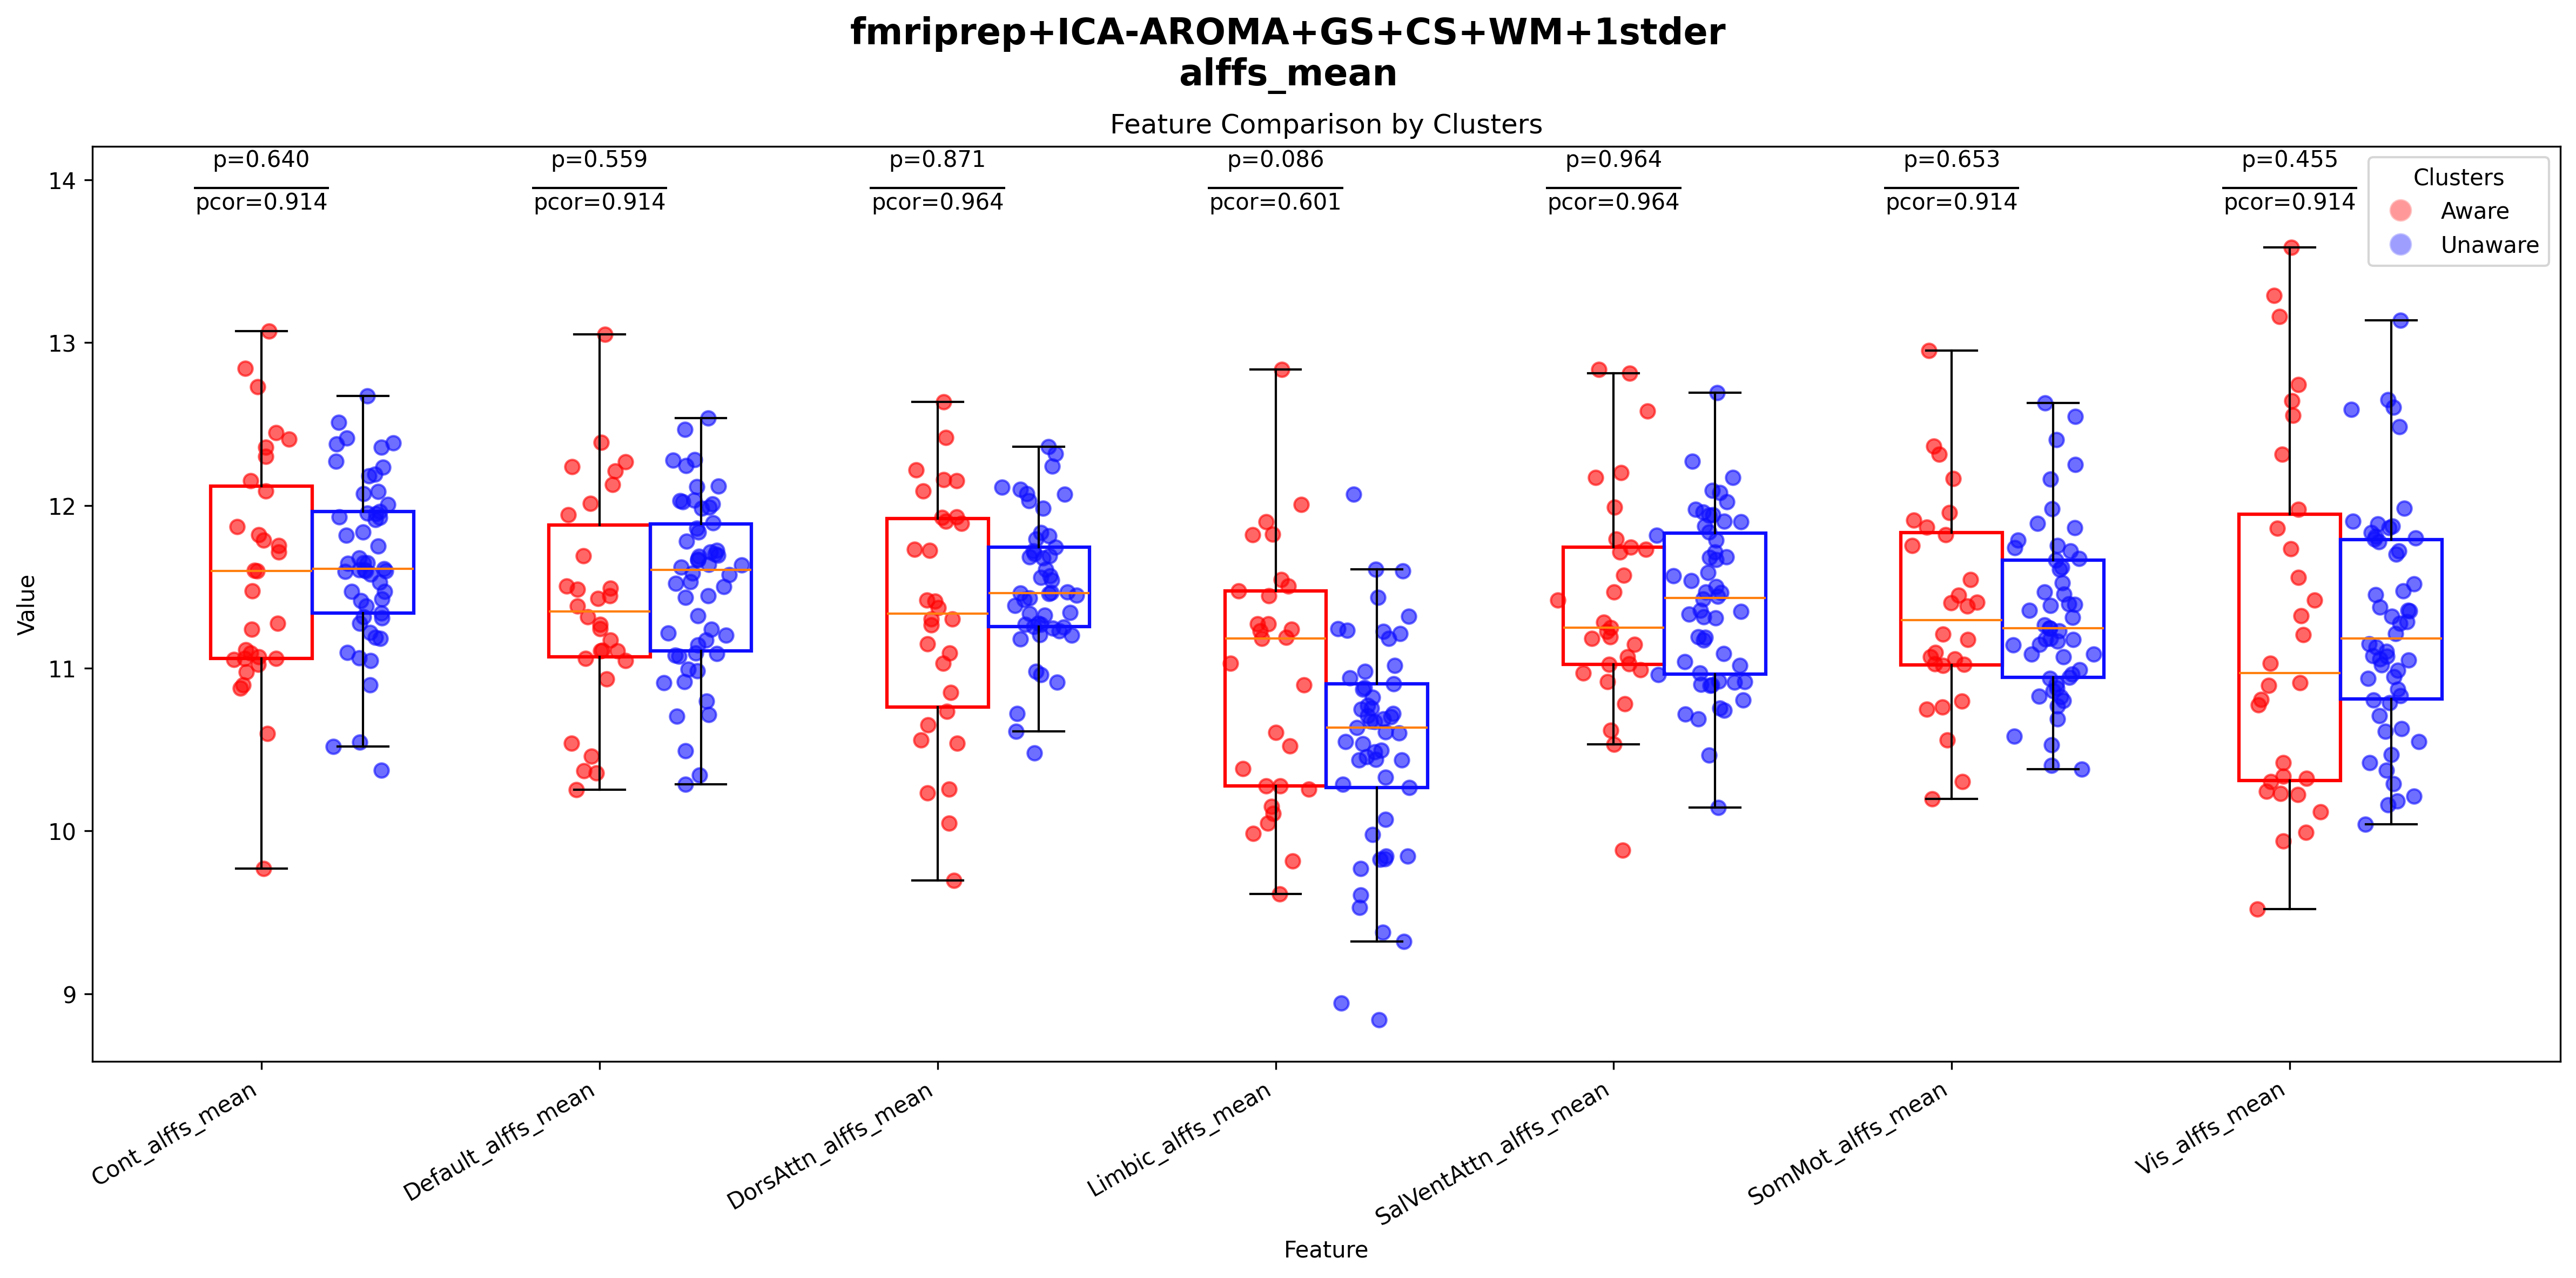 fmriprep+ICA-AROMA+GS+CS+WM+1stder
alffs_mean
Feature Comparison by Clusters
p=0.640 p=0.559 p=0.871 p=0.086 p=0.964 p=0.653 p=0.455
pcor=0.914 pcor=0.914 pcor=0.964 pcor=0.601 pcor=0.964 pcor=0.914 pcor=0.914
Clusters
Aware
Unaware
14
13
12
11
10
9
Value
Cont_alffs_mean
Default_alffs_mean
DorsAttn_alffs_mean
Limbic_alffs_mean
SalVentAttn_alffs_mean
SomMot_alffs_mean
Vis_alffs_mean
Feature